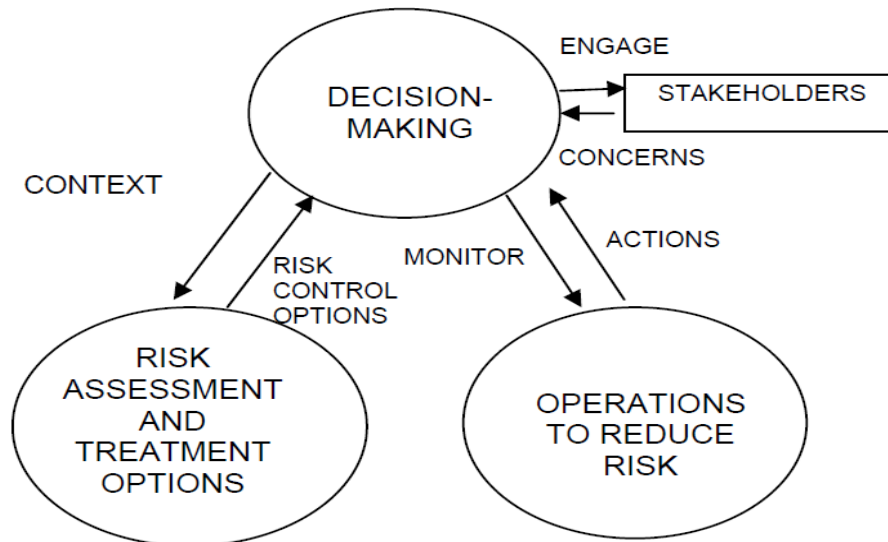 ENGAGE
DECISION-
MAKING
STAKEHOLDERS
CONCERNS
CONTEXT
MONITOR
ACTIONS
RISK
CONTROL
OPTIONS
RISK
ASSESSMENT
AND
TREATMENT
OPTIONS
OPERATIONS
TO REDUCE
RISK